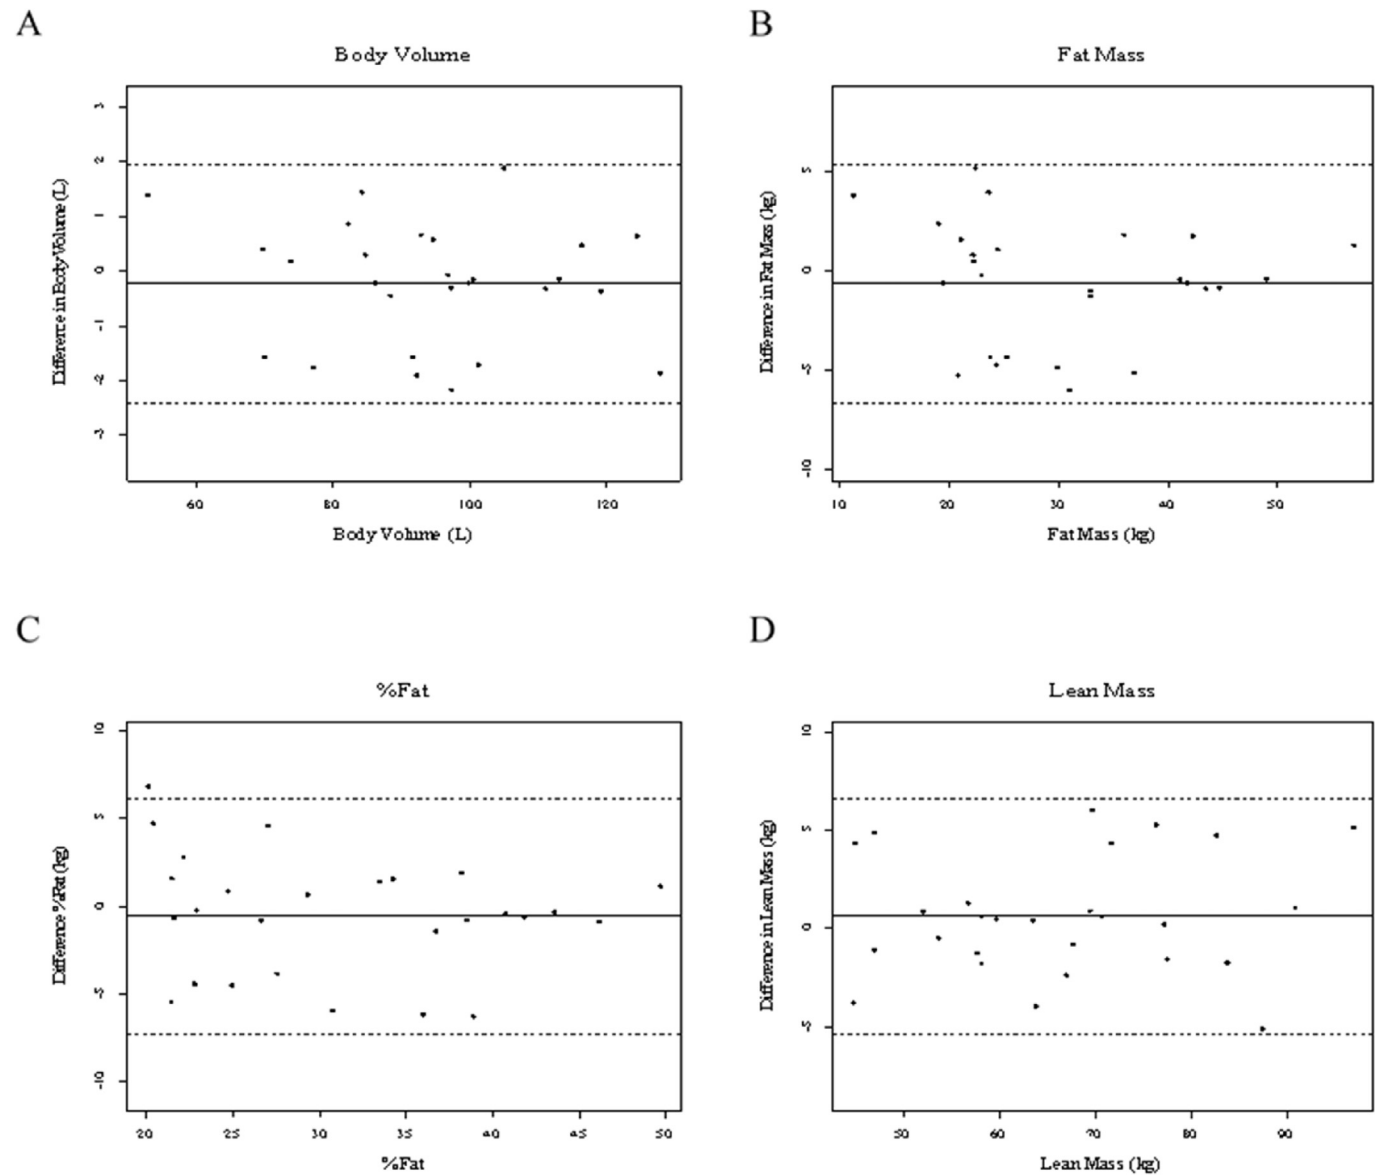 A
Body Volume
Difference in Body Volume (L)
3
2
1
0
-1
-2
-3
60 80 100 120
Body Volume (L)
B
Fat Mass
Difference in Fat Mass (kg)
5
0
-5
-10
10 20 30 40 50
Fat Mass (kg)
C
%Fat
Difference %Fat (kg)
10
5
0
-5
-10
20 25 30 35 40 45 50
%Fat
D
Lean Mass
Difference in Lean Mass (kg)
10
5
0
-5
50 60 70 80 90
Lean Mass (kg)